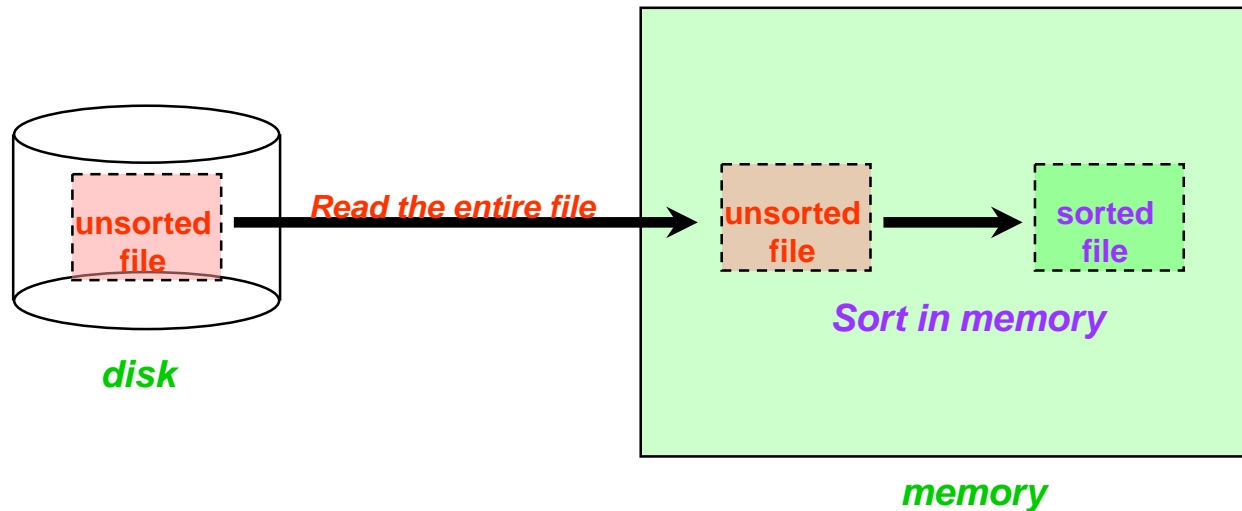 unsorted
file
Read the entire file
unsorted
file
sorted
file
Sort in memory
disk
memory